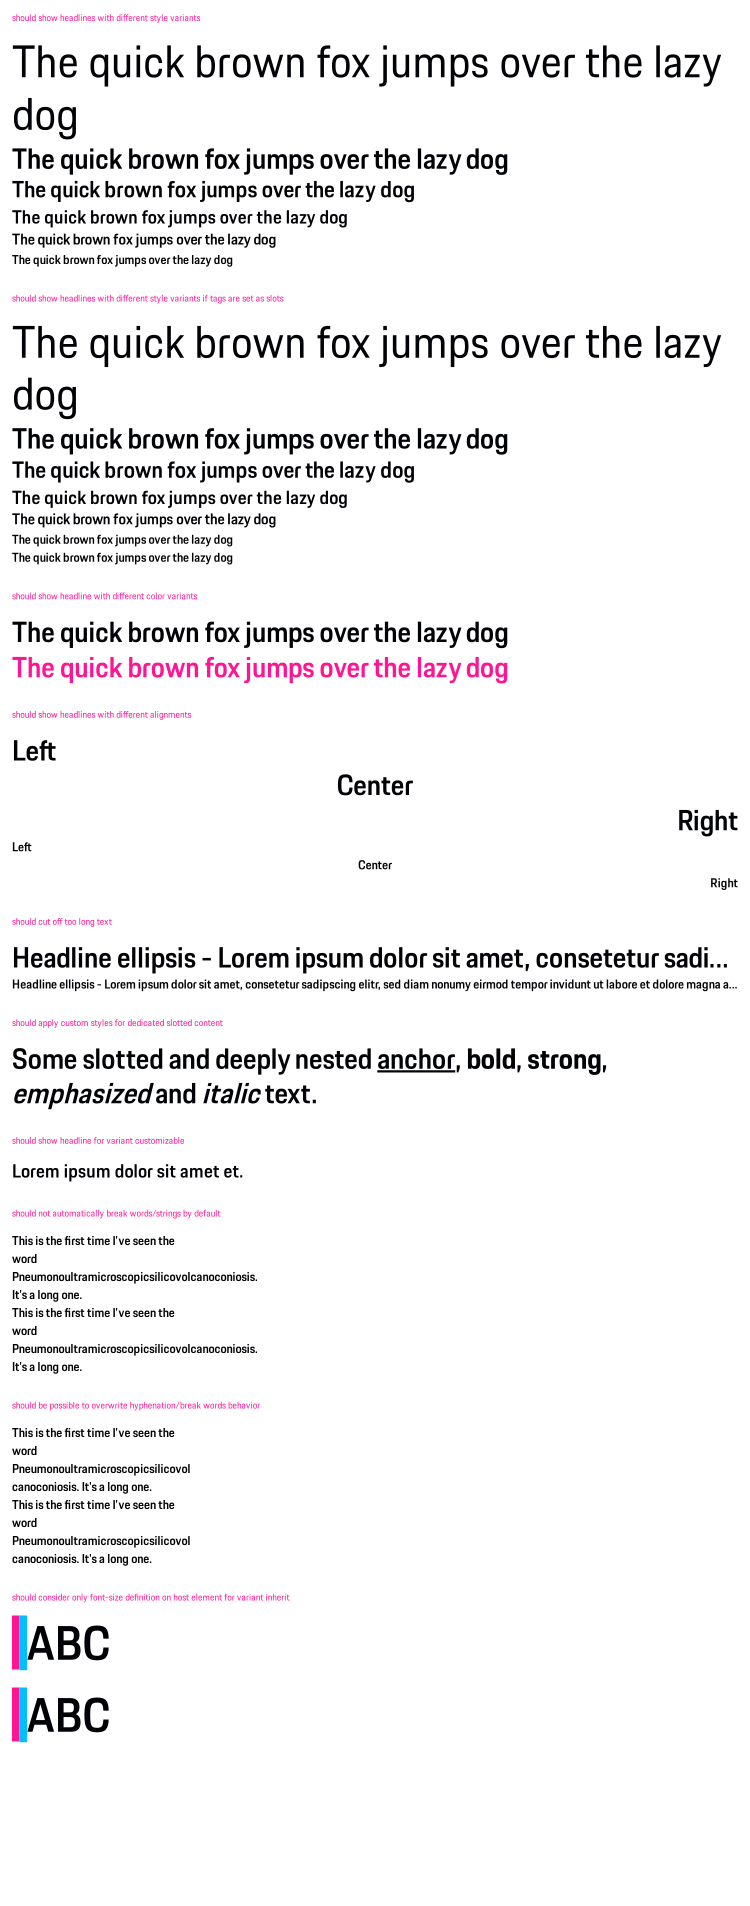 should show headlines with different style variants
The quick brown fox jumps over the lazy
dog
The quick brown fox jumps over the lazy dog
The quick brown fox jumps over the lazy dog
The quick brown fox jumps over the lazy dog
The quick brown fox jumps over the lazy dog
The quick brown fox jumps over the lazy dog
should show headlines with different style variants if tags are set as slots
The quick brown fox jumps over the lazy
dog
The quick brown fox jumps over the lazy dog
The quick brown fox jumps over the lazy dog
The quick brown fox jumps over the lazy dog
The quick brown fox jumps over the lazy dog
The quick brown fox jumps over the lazy dog
The quick brown fox jumps over the lazy dog
should show headline with different color variants
The quick brown fox jumps over the lazy dog
The quick brown fox jumps over the lazy dog
should show headlines with different alignments
Left
Center
Right
Left
Center
Right
should cut off too long text
Headline ellipsis - Lorem ipsum dolor sit amet, consetetur sadi...
Headline ellipsis - Lorem ipsum dolor sit amet, consetetur sadipscing elitr, sed diam nonumy eirmod tempor invidunt ut labore et dolore magna a...
should apply custom styles for dedicated slotted content
Some slotted and deeply nested anchor, bold, strong,
emphasized and italic text.
should show headline for variant customizable
Lorem ipsum dolor sit amet et.
should not automatically break words/strings by default
This is the first time I've seen the
word
Pneumonoultramicroscopicsilicovolcanoconiosis.
It's a long one.
This is the first time I've seen the
word
Pneumonoultramicroscopicsilicovolcanoconiosis.
It's a long one.
should be possible to overwrite hyphenation/break words behavior
This is the first time I've seen the
word
Pneumonoultramicroscopicsilicovol
canoconiosis. It's a long one.
This is the first time I've seen the
word
Pneumonoultramicroscopicsilicovol
canoconiosis. It's a long one.
should consider only font-size definition on host element for variant inherit
ABC
ABC